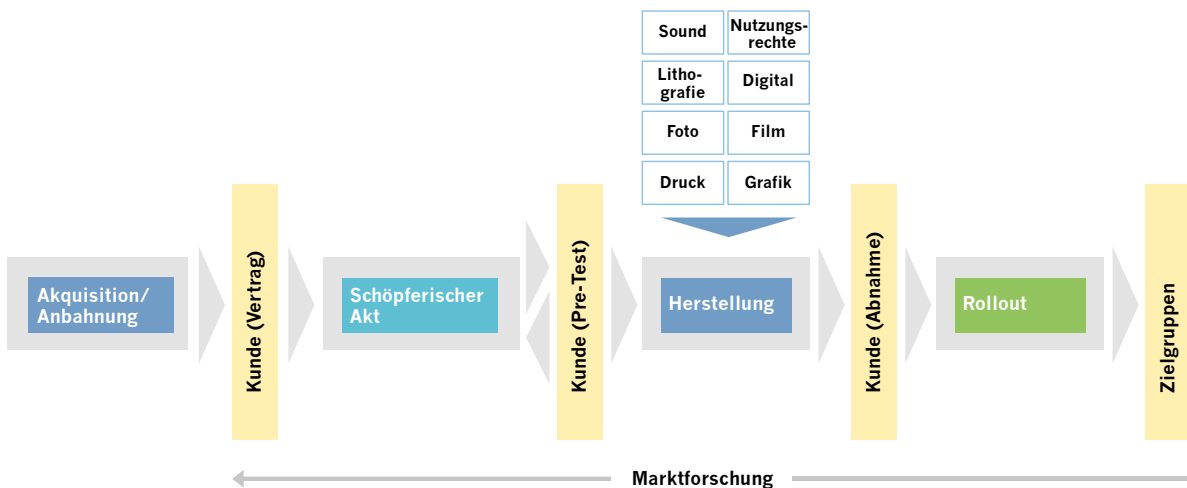 Sound
Nutzungs-
rechte
Litho-
grafie
Digital
Foto
Film
Druck
Grafik
Akquisition/
Anbahnung
Kunde (Vertrag)
Schöpferischer
Akt
Kunde (Pre-Test)
Herstellung
Kunde (Abnahme)
Rollout
Zielgruppen
Marktforschung